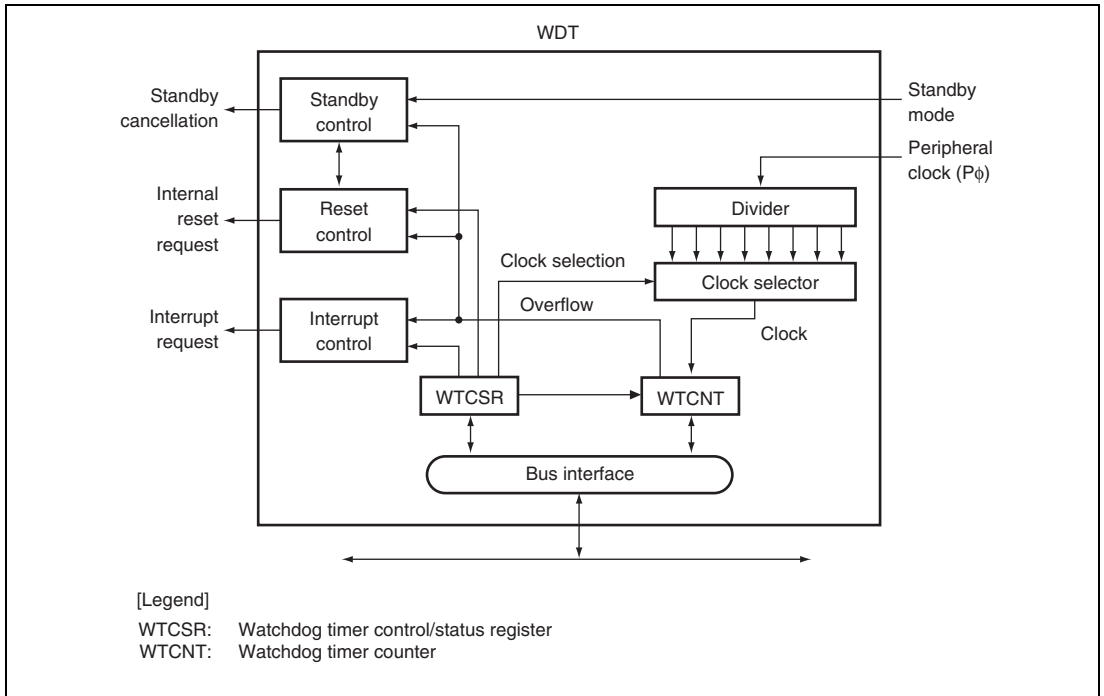 WDT
Standby
cancellation
Standby
control
Standby
mode
Peripheral
clock (Pϕ)
Internal
reset
request
Reset
control
Divider
Clock selection
Clock selector
Interrupt
request
Interrupt
control
Overflow
Clock
WTCSR
WTCNT
Bus interface
[Legend]
WTCSR: Watchdog timer control/status register
WTCNT: Watchdog timer counter